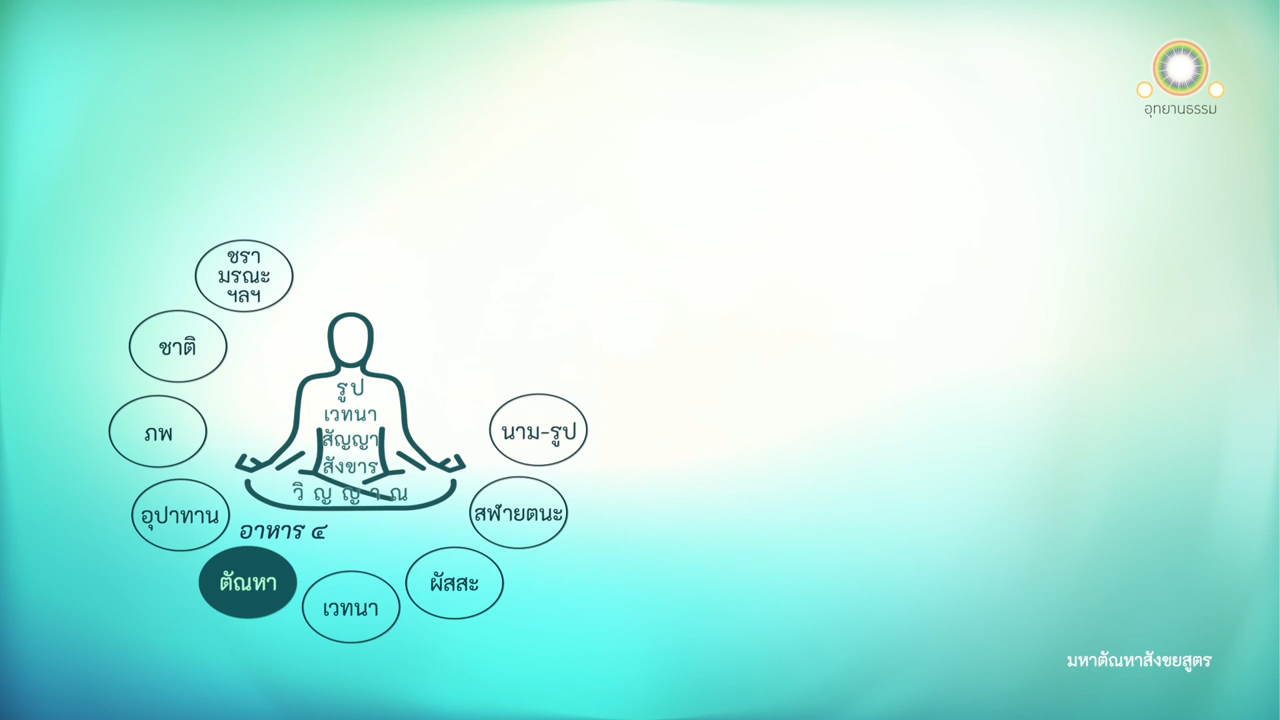 อุทยานธรรม
ชรา
มรณะ
ฯลฯ
ชาติ
ภพ
อุปาทาน
ตัณหา
เวทนา
ผัสสะ
สฬายตนะ
นาม-รูป
รูป
เวทนา
สัญญา
สังขาร
วิญญาณ
อาหาร ๔
มหาตัณหาสังขยสูตร